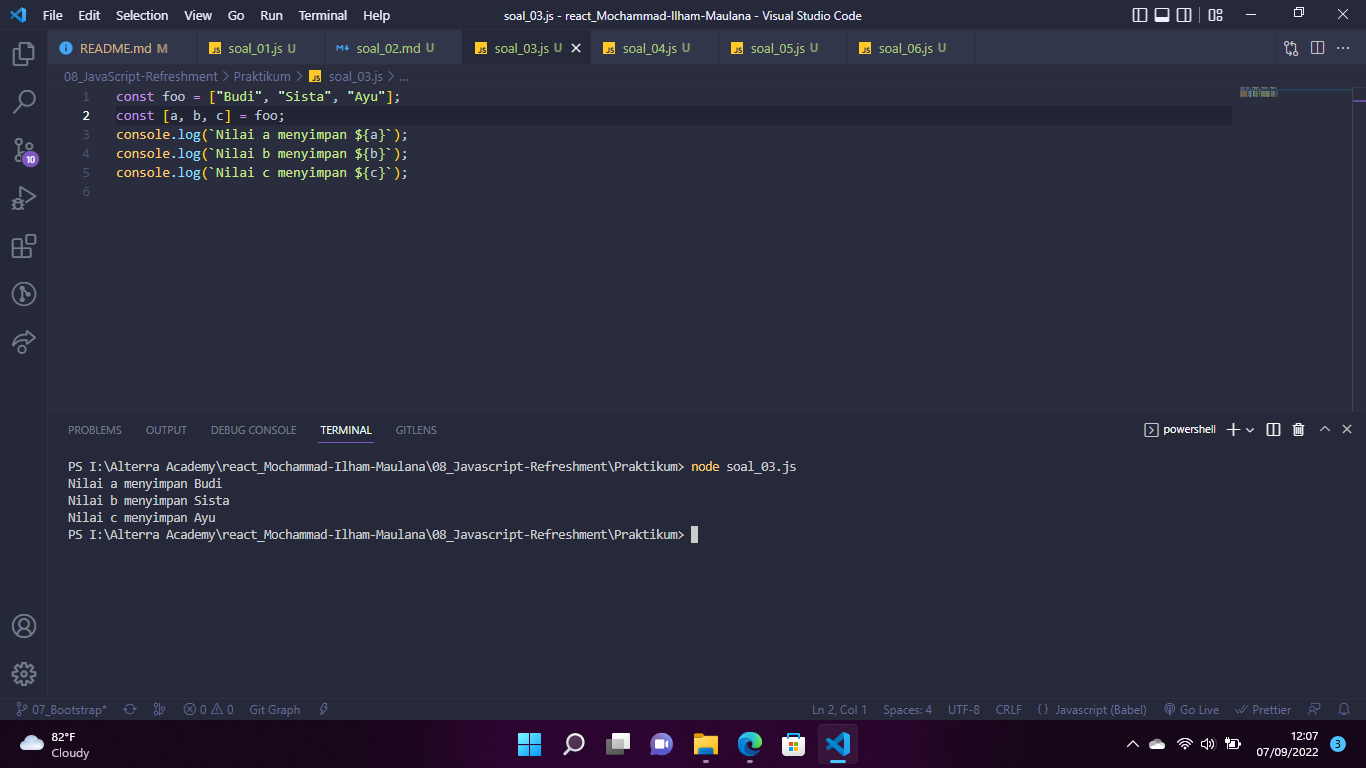 File Edit Selection View Go Run Terminal Help soal_03.js - react_Mochammad-Ilham-Maulana - Visual Studio Code
README.md M soal_01.js U soal_02.md U soal_03.js U soal_04.js U soal_05.js U soal_06.js U
08_JavaScript-Refreshment > Praktikum > JS soal_03.js > ...
1 const foo = ["Budi", "Sista", "Ayu"];
2 const [a, b, c] = foo;
3 console.log(`Nilai a menyimpan ${a}`);
4 console.log(`Nilai b menyimpan ${b}`);
5 console.log(`Nilai c menyimpan ${c}`);
6
10
PROBLEMS OUTPUT DEBUG CONSOLE TERMINAL GITLENS powershell
PS I:\Alterra Academy\react_Mochammad-Ilham-Maulana\08_Javascript-Refreshment\Praktikum> node soal_03.js
Nilai a menyimpan Budi
Nilai b menyimpan Sista
Nilai c menyimpan Ayu
PS I:\Alterra Academy\react_Mochammad-Ilham-Maulana\08_Javascript-Refreshment\Praktikum>
07_Bootstrap* 0 0 Git Graph Ln 2, Col 1 Spaces: 4 UTF-8 CRLF {} Javascript (Babel) Go Live Prettier
82°F
Cloudy
12:07
07/09/2022
3